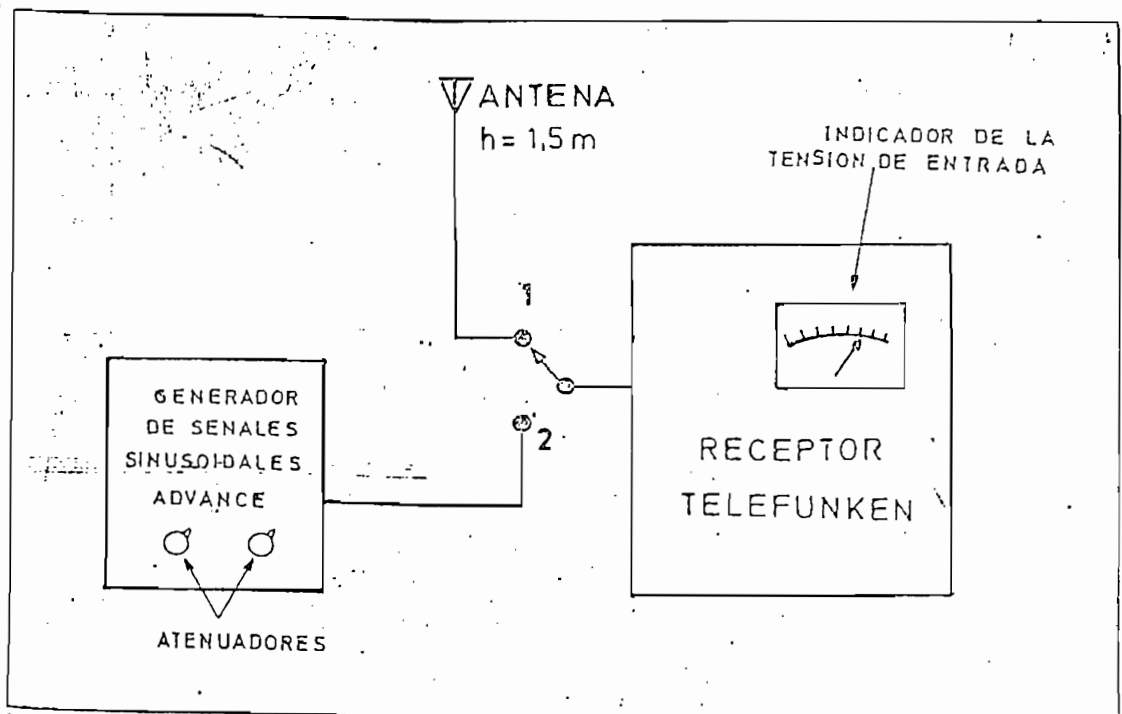 ANTENA
h = 1,5 m
INDICADOR DE LA
TENSION DE ENTRADA
1
2
GENERADOR
DE SENALES
SINUSOIDALES
ADVANCE
ATENUADORES
RECEPTOR
TELEFUNKEN